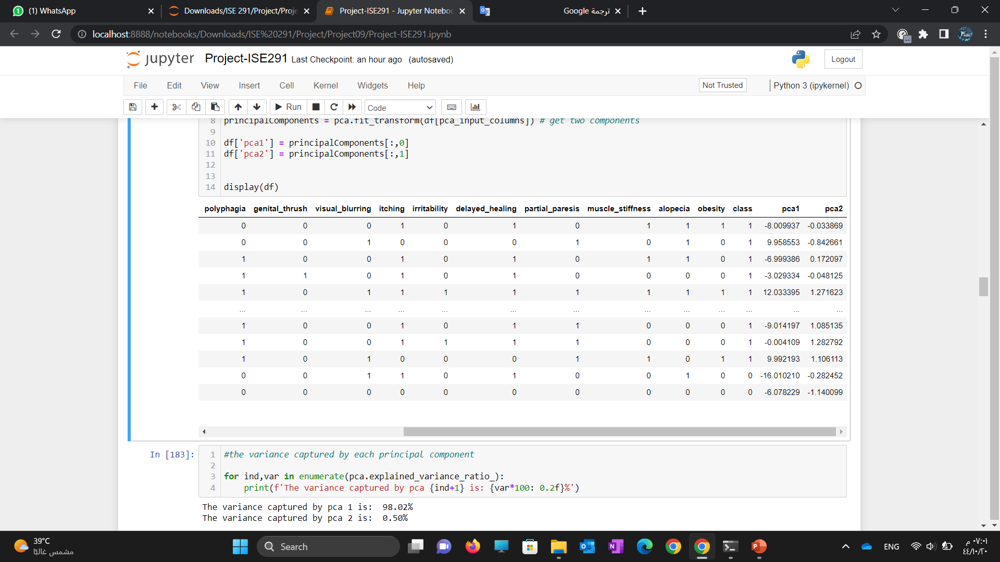 (1) WhatsApp
Downloads/ISE 291/Project/Proje
Project-ISE291 - Jupyter Noteboo
ترجمة Google
localhost:8888/notebooks/Downloads/ISE%20291/Project/Project09/Project-ISE291.ipynb
jupyter Project-ISE291 Last Checkpoint: an hour ago (autosaved)
Logout
File Edit View Insert Cell Kernel Widgets Help
Not Trusted
Python 3 (ipykernel)
Run
Code
8 principalComponents = pca.fit_transform(df[pca_input_columns]) # get two components
9
10 df['pca1'] = principalComponents[:,0]
11 df['pca2'] = principalComponents[:,1]
12
13
14 display(df)
polyphagia genital_thrush visual_blurring itching irritability delayed_healing partial_paresis muscle_stiffness alopecia obesity class pca1 pca2
0 0 0 1 0 1 0 1 1 1 1 -8.009937 -0.033869
0 0 1 0 0 0 1 0 1 0 1 9.958553 -0.842661
1 0 0 1 0 1 0 1 1 0 1 -6.999386 0.172097
1 1 0 1 0 1 0 0 0 0 1 -3.029334 -0.048125
1 0 1 1 1 1 1 1 1 1 1 12.033395 1.271623
... ... ... ... ... ... ... ... ... ... ... ... ...
1 0 0 1 0 1 1 0 0 0 1 -9.014197 1.085135
1 0 0 1 1 1 1 0 0 0 1 -0.004109 1.282792
1 0 1 0 0 0 1 1 0 1 1 9.992193 1.106113
0 0 1 1 0 1 0 0 1 0 0 -16.010210 -0.282452
0 0 0 0 0 0 0 0 0 0 0 -6.078229 -1.140099
In [183]:
1 #the variance captured by each principal component
2
3 for ind,var in enumerate(pca.explained_variance_ratio_):
4 print(f'The variance captured by pca {ind+1} is: {var*100: 0.2f}%')
The variance captured by pca 1 is: 98.02%
The variance captured by pca 2 is: 0.50%
39°C
مشمس غالبًا
Search
ENG
٠٧:٠١ م
٤٤/١٠/٢٠